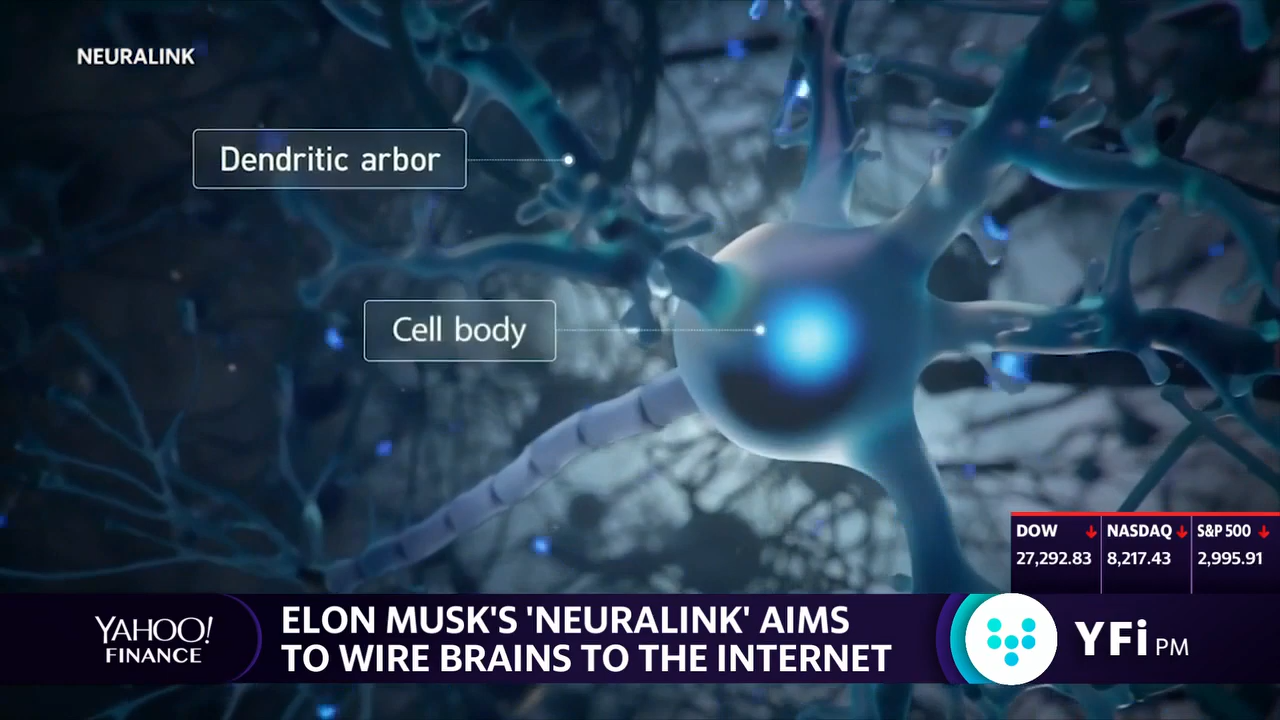 NEURALINK
Dendritic arbor
Cell body
DOW
NASDAQ
S&P 500
27,292.83
8,217.43
2,995.91
YAHOO!
FINANCE
ELON MUSK'S 'NEURALINK' AIMS
TO WIRE BRAINS TO THE INTERNET
YFi PM